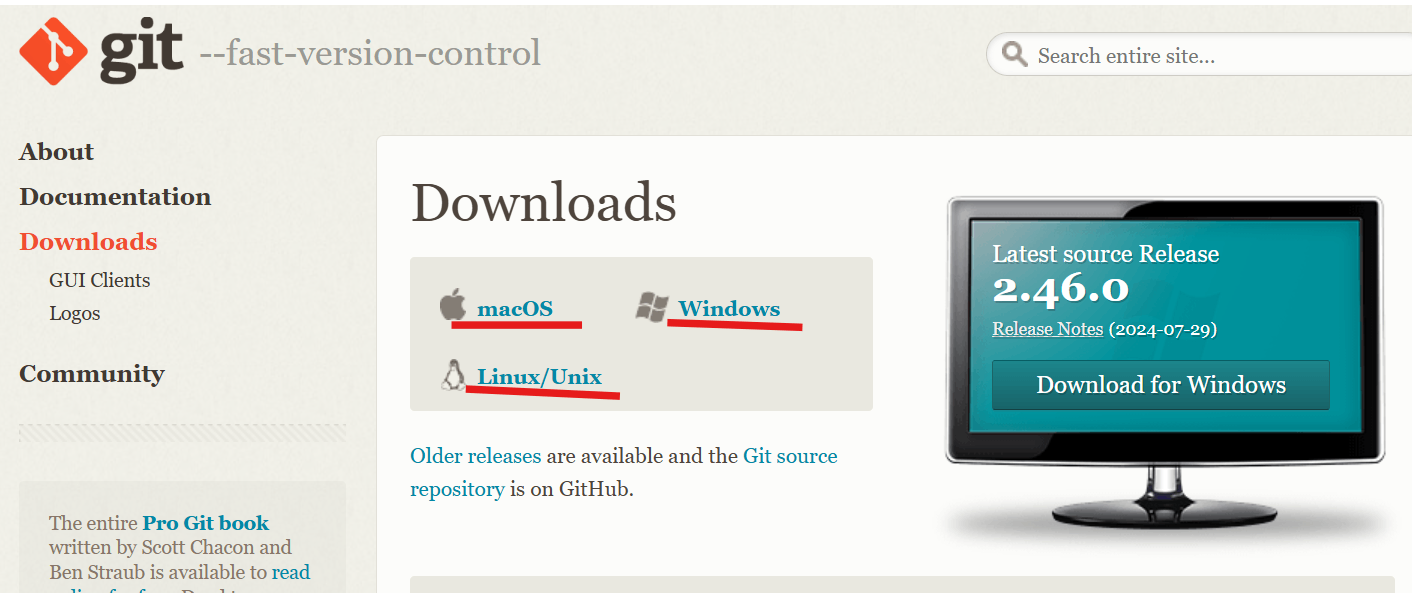 git --fast-version-control
Search entire site...
About
Documentation
Downloads
GUI Clients
Logos
Community
The entire Pro Git book
written by Scott Chacon and
Ben Straub is available to read
Downloads
macOS
Windows
Linux/Unix
Older releases are available and the Git source
repository is on GitHub.
Latest source Release
2.46.0
Release Notes (2024-07-29)
Download for Windows